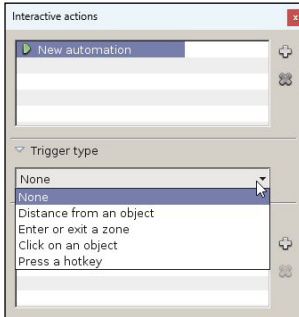 Interactive actions
x
New automation
Trigger type
None
None
Distance from an object
Enter or exit a zone
Click on an object
Press a hotkey